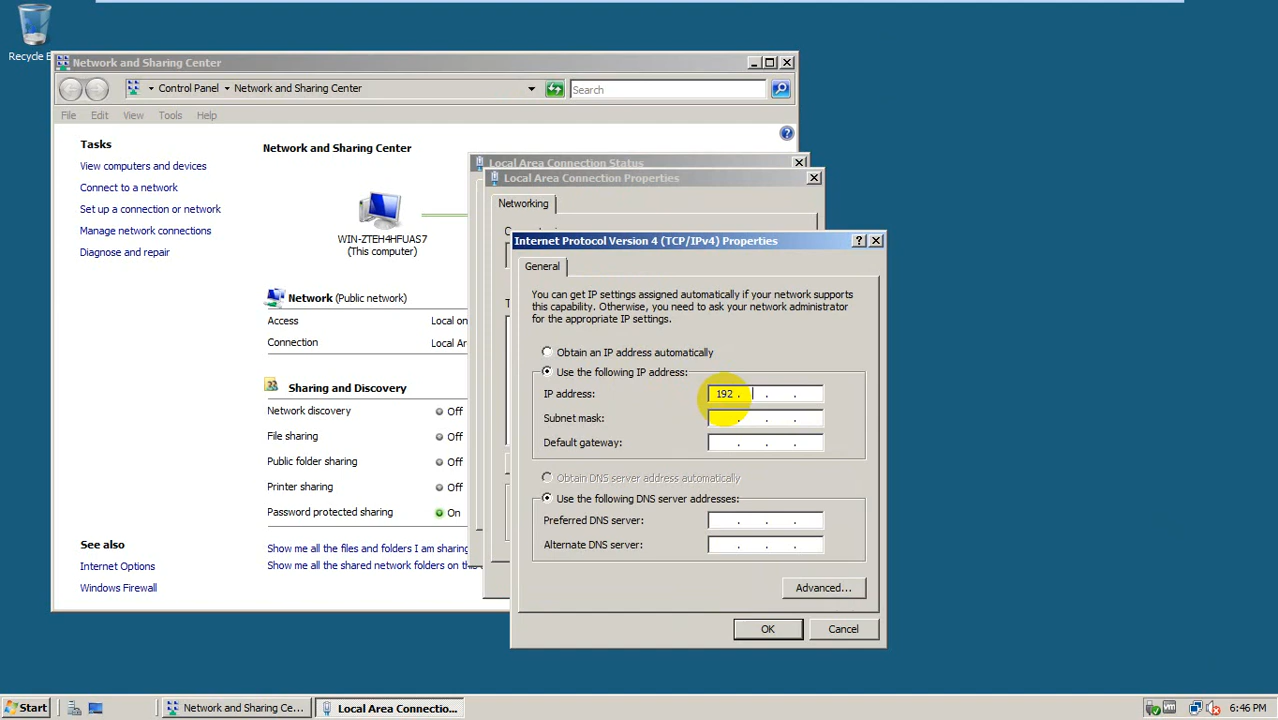 Recycle B
Network and Sharing Center
Control Panel
Network and Sharing Center
Search
File Edit View Tools Help
Tasks
View computers and devices
Connect to a network
Set up a connection or network
Manage network connections
Diagnose and repair
See also
Internet Options
Windows Firewall
Network and Sharing Center
WIN-ZTEH4HFUAS7
(This computer)
Network (Public network)
Access Local on
Connection Local Ar
Sharing and Discovery
Network discovery Off
File sharing Off
Public folder sharing Off
Printer sharing Off
Password protected sharing On
Show me all the files and folders I am sharing
Show me all the shared network folders on this
Local Area Connection Status
Local Area Connection Properties
Networking
Internet Protocol Version 4 (TCP/IPv4) Properties
General
You can get IP settings assigned automatically if your network supports
this capability. Otherwise, you need to ask your network administrator
for the appropriate IP settings.
Obtain an IP address automatically
Use the following IP address:
IP address: 192 . . .
Subnet mask: . . .
Default gateway: . . .
Obtain DNS server address automatically
Use the following DNS server addresses:
Preferred DNS server: . . .
Alternate DNS server: . . .
Advanced...
OK
Cancel
Start
Network and Sharing Ce...
Local Area Connectio...
6:46 PM